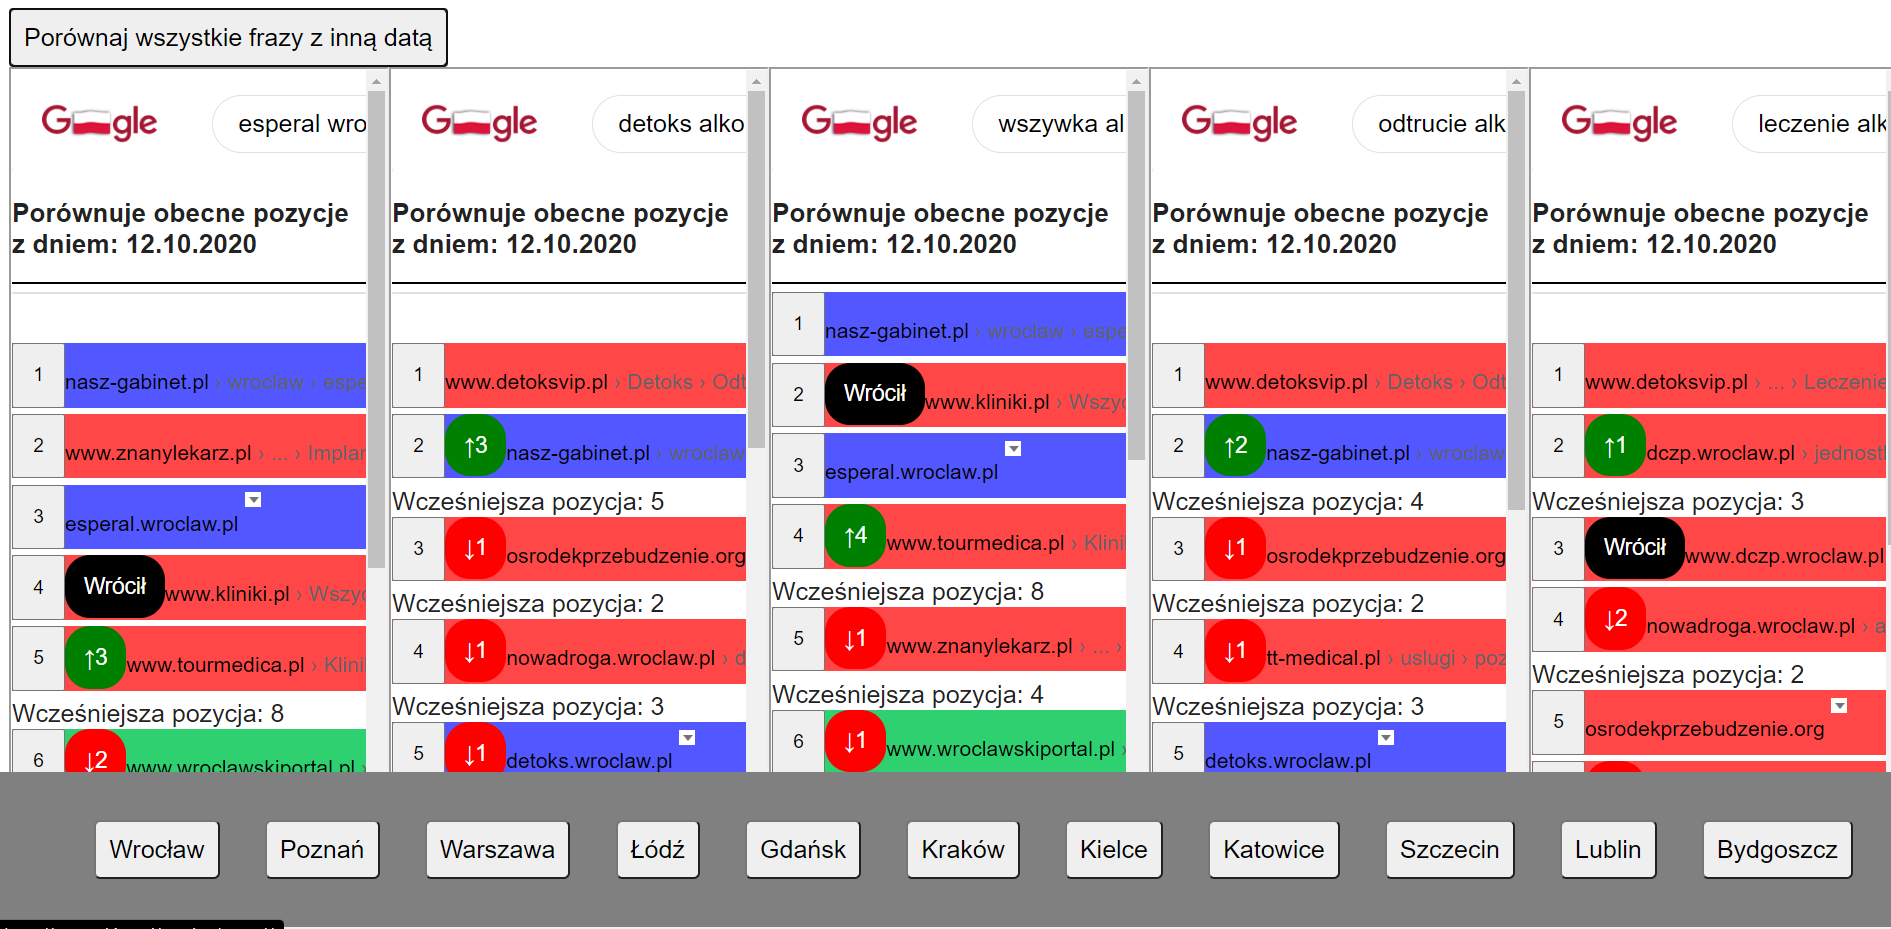 Porównaj wszystkie frazy z inną datą
Google
esperal wro
Porównuje obecne pozycje
z dniem: 12.10.2020
1
nasz-gabinet.pl › wroclaw › espe
2
www.znanylekarz.pl › ... › Implan
3
esperal.wroclaw.pl
4
Wrócił
www.kliniki.pl › Wszyc
5
↑3
www.tourmedica.pl › Klini
Wcześniejsza pozycja: 8
6
↓2
www.wroclawskiportal.pl ›
Google
detoks alko
Porównuje obecne pozycje
z dniem: 12.10.2020
1
www.detoksvip.pl › Detoks › Odt
2
↑3
nasz-gabinet.pl › wroclaw
Wcześniejsza pozycja: 5
3
↓1
osrodekprzebudzenie.org
Wcześniejsza pozycja: 2
4
↓1
nowadroga.wroclaw.pl › d
Wcześniejsza pozycja: 3
5
↓1
detoks.wroclaw.pl
Google
wszywka al
Porównuje obecne pozycje
z dniem: 12.10.2020
1
nasz-gabinet.pl › wroclaw › espe
2
Wrócił
www.kliniki.pl › Wszyc
3
esperal.wroclaw.pl
4
↑4
www.tourmedica.pl › Klini
Wcześniejsza pozycja: 8
5
↓1
www.znanylekarz.pl › ... ›
Wcześniejsza pozycja: 4
6
↓1
www.wroclawskiportal.pl ›
Google
odtrucie alk
Porównuje obecne pozycje
z dniem: 12.10.2020
1
www.detoksvip.pl › Detoks › Odt
2
↑2
nasz-gabinet.pl › wroclaw
Wcześniejsza pozycja: 4
3
↓1
osrodekprzebudzenie.org
Wcześniejsza pozycja: 2
4
↓1
tt-medical.pl › uslugi › poz
Wcześniejsza pozycja: 3
5
detoks.wroclaw.pl
Google
leczenie alk
Porównuje obecne pozycje
z dniem: 12.10.2020
1
www.detoksvip.pl › ... › Leczenie
2
↑1
dczp.wroclaw.pl › jednostk
Wcześniejsza pozycja: 3
3
Wrócił
www.dczp.wroclaw.pl
4
↓2
nowadroga.wroclaw.pl › a
Wcześniejsza pozycja: 2
5
osrodekprzebudzenie.org
Wrocław
Poznań
Warszawa
Łódź
Gdańsk
Kraków
Kielce
Katowice
Szczecin
Lublin
Bydgoszcz